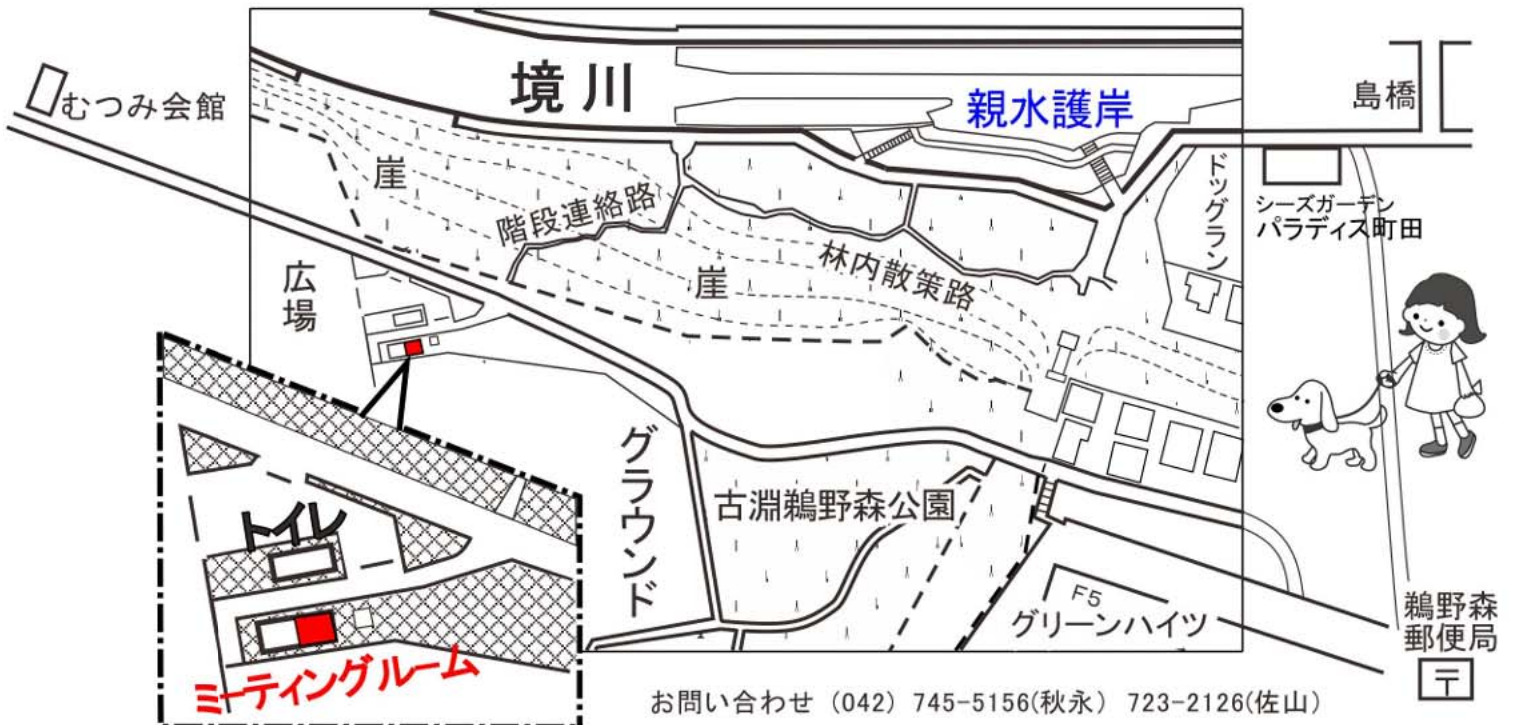 境川
親水護岸
島橋
むつみ会館
崖
階段連絡路
ドッグラン
シーズガーデン
パラディス町田
広場
崖
林内散策路
グラウンド
古淵鵜野森公園
トイレ
ミーティングルーム
F5
グリーンハイツ
鵜野森
郵便局
〒
お問い合わせ (042) 745-5156(秋永) 723-2126(佐山)